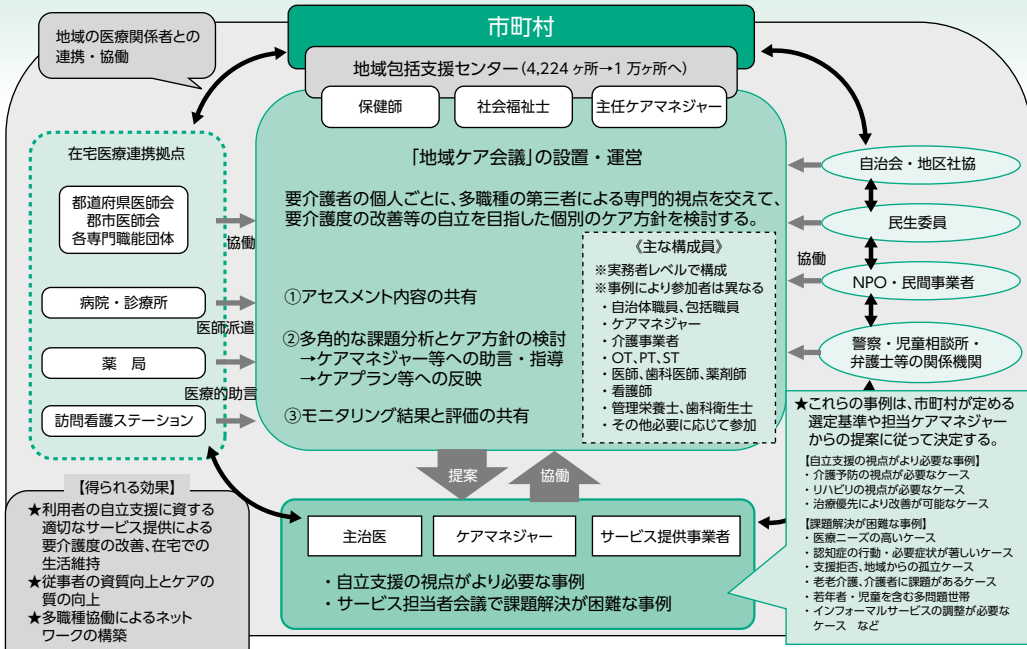 市町村
地域の医療関係者との
連携・協働
地域包括支援センター(4,224ヶ所→1万ヶ所へ)
保健師
社会福祉士
主任ケアマネジャー
「地域ケア会議」の設置・運営
要介護者の個人ごとに、多職種の第三者による専門的視点を交えて、
要介護度の改善等の自立を目指した個別のケア方針を検討する。
在宅医療連携拠点
都道府県医師会
郡市医師会
各専門職能団体
協働
病院・診療所
医師派遣
薬 局
医療的助言
訪問看護ステーション
①アセスメント内容の共有
②多角的な課題分析とケア方針の検討
→ケアマネジャー等への助言・指導
→ケアプラン等への反映
③モニタリング結果と評価の共有
《主な構成員》
※実務者レベルで構成
※事例により参加者は異なる
・自治体職員、包括職員
・ケアマネジャー
・介護事業者
・OT、PT、ST
・医師、歯科医師、薬剤師
・看護師
・管理栄養士、歯科衛生士
・その他必要に応じて参加
自治会・地区社協
民生委員
協働
NPO・民間事業者
警察・児童相談所・
弁護士等の関係機関
提案
協働
主治医
ケアマネジャー
サービス提供事業者
・自立支援の視点がより必要な事例
・サービス担当者会議で課題解決が困難な事例
【得られる効果】
★利用者の自立支援に資する
適切なサービス提供による
要介護度の改善、在宅での
生活維持
★従事者の資質向上とケアの
質の向上
★多職種協働によるネット
ワークの構築
★これらの事例は、市町村が定める
選定基準や担当ケアマネジャー
からの提案に従って決定する。
【自立支援の視点がより必要な事例】
・介護予防の視点が必要なケース
・リハビリの視点が必要なケース
・治療優先により改善が可能なケース
【課題解決が困難な事例】
・医療ニーズの高いケース
・認知症の行動・必要症状が著しいケース
・支援拒否、地域からの孤立ケース
・老老介護、介護者に課題があるケース
・若年者・児童を含む多問題世帯
・インフォーマルサービスの調整が必要な
ケース など